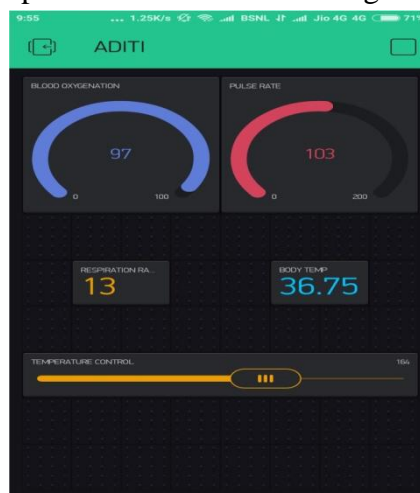 9:55 ... 1.25K/s BSNL Jio 4G 4G 71%
ADITI
BLOOD OXYGENATION
97
0 100
PULSE RATE
103
0 200
RESPIRATION RA...
13
BODY TEMP
36.75
TEMPERATURE CONTROL 164